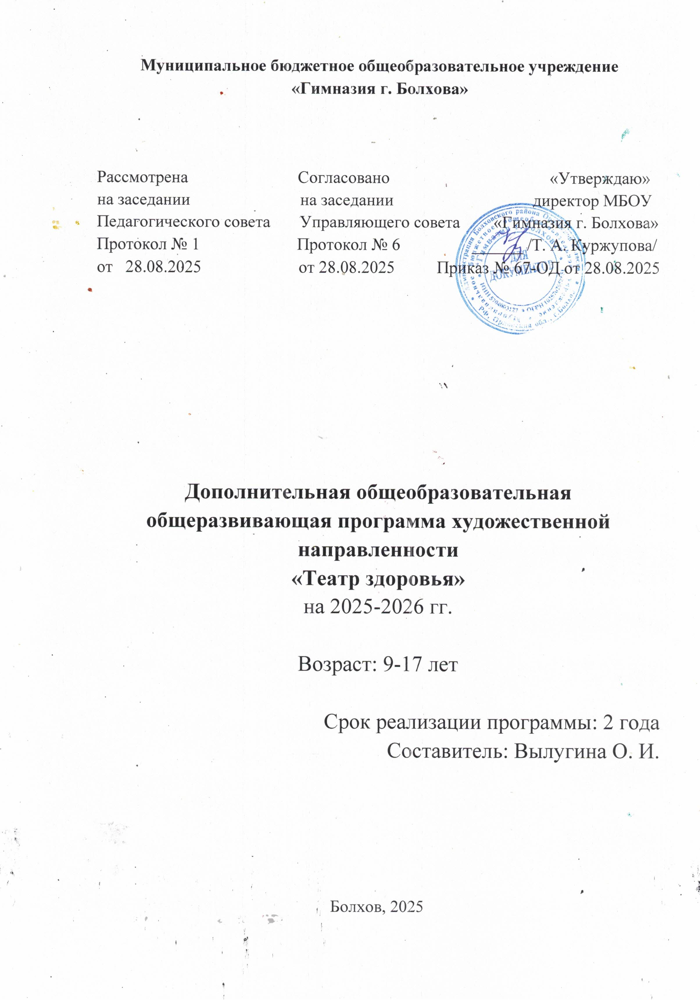 Муниципальное бюджетное общеобразовательное учреждение
«Гимназия г. Болхова»
Рассмотрена Согласовано «Утверждаю»
на заседании на заседании директор МБОУ
Педагогического совета Управляющего совета «Гимназия г. Болхова»
Протокол № 1 Протокол № 6 ______/Т. А. Куржупова/
от 28.08.2025 от 28.08.2025 Приказ № 67-ОД от 28.08.2025
ДЛЯ
ДОКУМЕНТОВ
Дополнительная общеобразовательная
общеразвивающая программа художественной
направленности
«Театр здоровья»
на 2025-2026 гг.
Возраст: 9-17 лет
Срок реализации программы: 2 года
Составитель: Вылугина О. И.
Болхов, 2025